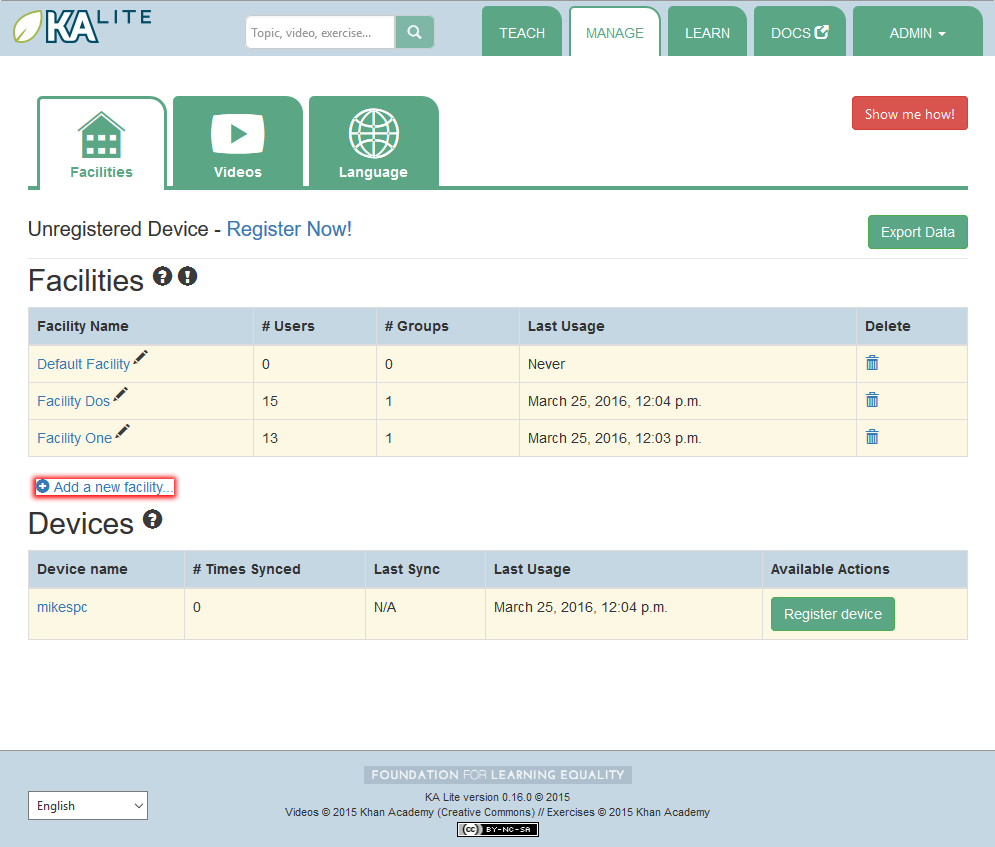 KA LITE
Topic, video, exercise...
TEACH
MANAGE
LEARN
DOCS
ADMIN
Facilities
Videos
Language
Show me how!
Unregistered Device - Register Now!
Export Data
Facilities
Facility Name # Users # Groups Last Usage Delete
Default Facility 0 0 Never
Facility Dos 15 1 March 25, 2016, 12:04 p.m.
Facility One 13 1 March 25, 2016, 12:03 p.m.
Add a new facility...
Devices
Device name # Times Synced Last Sync Last Usage Available Actions
mikespc 0 N/A March 25, 2016, 12:04 p.m. Register device
FOUNDATION FOR LEARNING EQUALITY
English
KA Lite version 0.16.0 © 2015
Videos © 2015 Khan Academy (Creative Commons) // Exercises © 2015 Khan Academy
cc BY-NC-SA